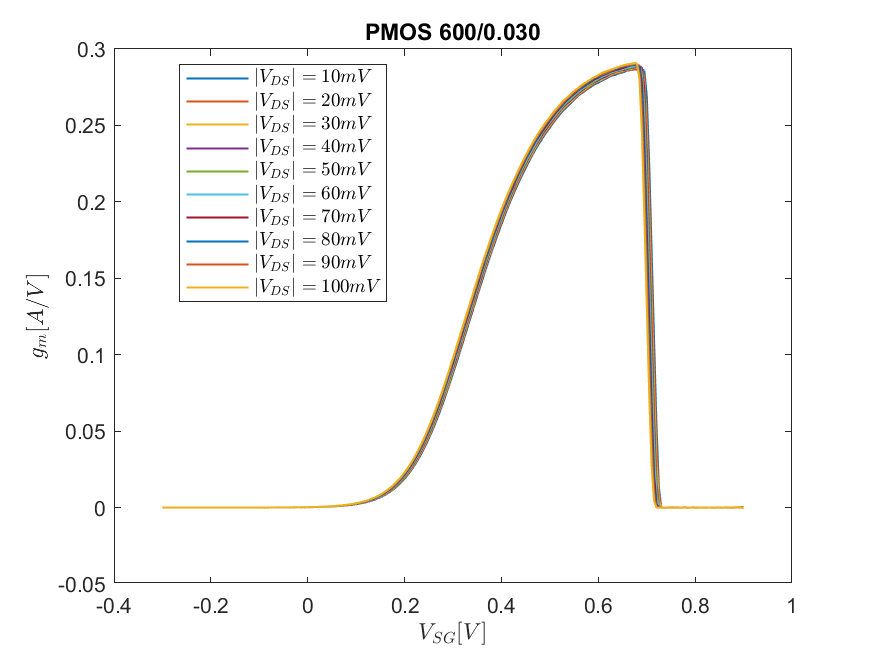 PMOS 600/0.030
0.3
0.25
0.2
0.15
0.1
0.05
0
-0.05
g_m[A/V]
|V_DS| = 10mV
|V_DS| = 20mV
|V_DS| = 30mV
|V_DS| = 40mV
|V_DS| = 50mV
|V_DS| = 60mV
|V_DS| = 70mV
|V_DS| = 80mV
|V_DS| = 90mV
|V_DS| = 100mV
-0.4 -0.2 0 0.2 0.4 0.6 0.8 1
V_SG[V]